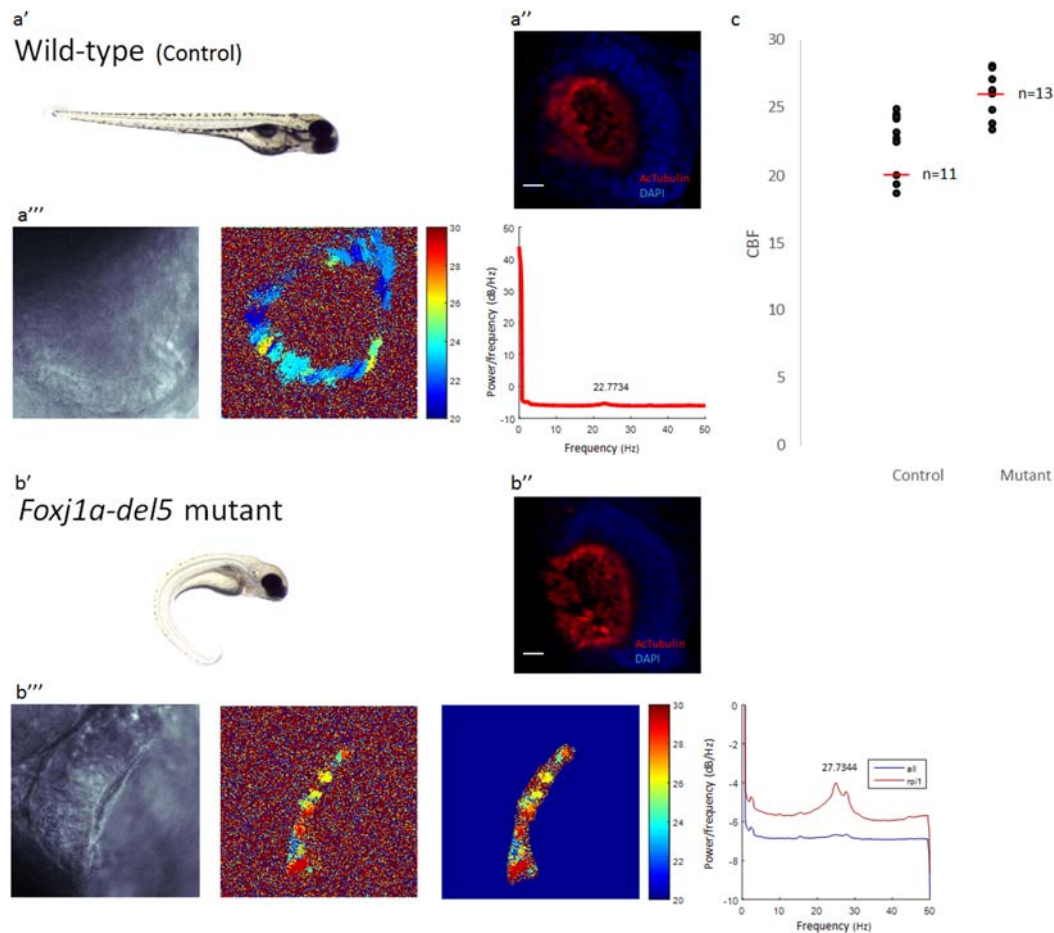 a'
Wild-type (Control)
a''
AcTubulin
DAPI
c
30
25
20
15
10
5
0
CBF
n=11
n=13
Control
Mutant
a'''
30
28
26
24
22
20
Power/frequency (dB/Hz)
50
40
30
20
10
0
-10
22.7734
0 10 20 30 40 50
Frequency (Hz)
b'
Foxj1a-del5 mutant
b''
AcTubulin
DAPI
b'''
30
28
26
24
22
20
Power/frequency (dB/Hz)
0
-2
-4
-6
-8
-10
27.7344
all
roi1
0 10 20 30 40 50
Frequency (Hz)